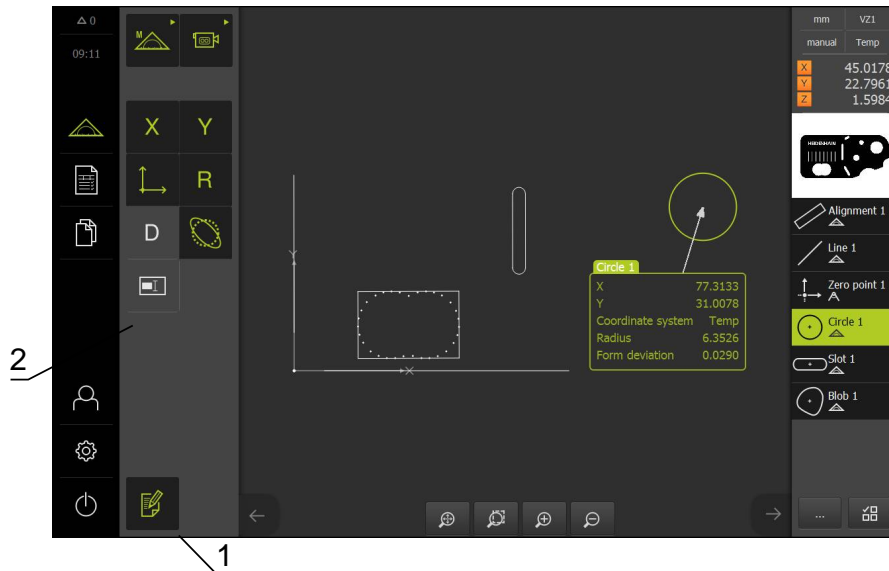 △ 0
09:11
M
X Y
R
D
2
1
Y
X
Circle 1
X 77.3133
Y 31.0078
Coordinate system Temp
Radius 6.3526
Form deviation 0.0290
mm VZ1
manual Temp
X 45.0178
Y 22.7961
Z 1.5984
HEIDENHAIN
Alignment 1
Line 1
Zero point 1
Circle 1
Slot 1
Blob 1
...